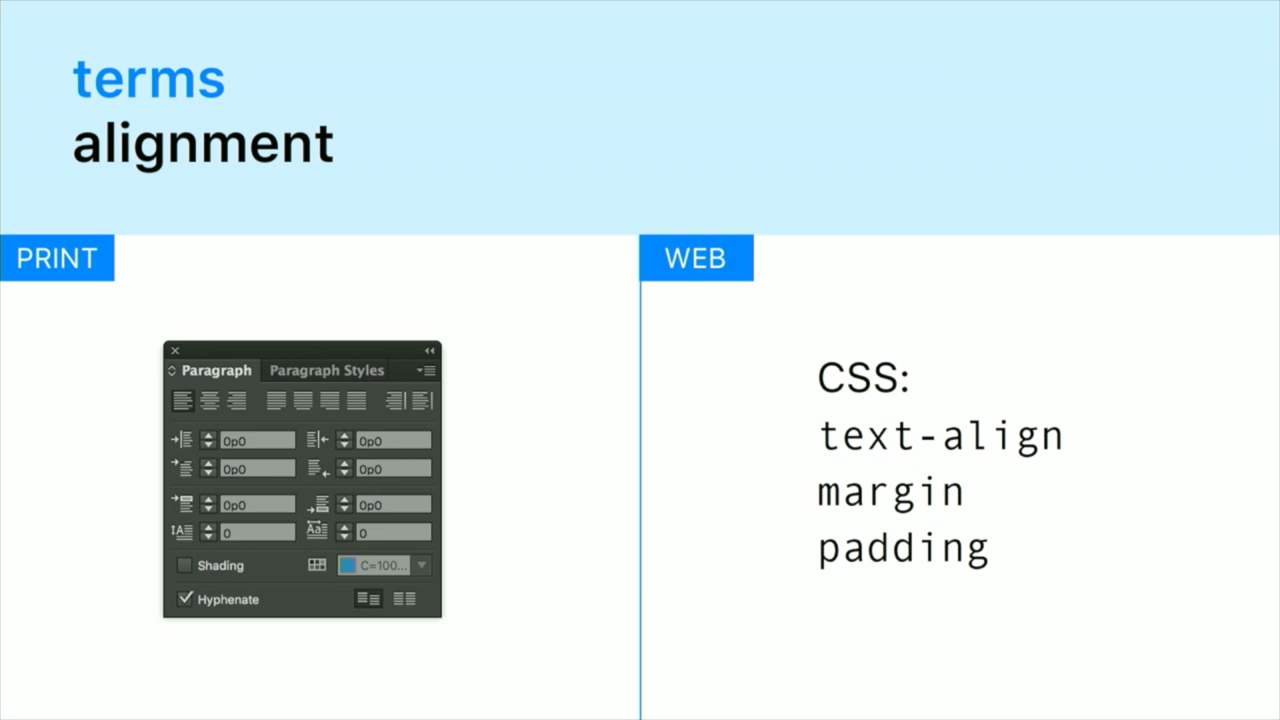 terms
alignment
PRINT
WEB
Paragraph
Paragraph Styles
0p0
0p0
0p0
0p0
0p0
0p0
0
0
Shading
C=100...
Hyphenate
CSS:
text-align
margin
padding